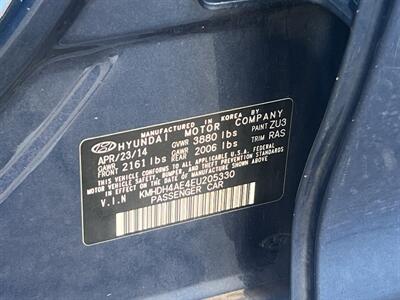 MANUFACTURED IN KOREA BY
HYUNDAI MOTOR COMPANY
APR/23/14 GVWR 3880 lbs PAINT ZU3
GAWR FRONT 2161 lbs GAWR REAR 2006 lbs TRIM RAS
THIS VEHICLE CONFORMS TO ALL APPLICABLE U.S.A. FEDERAL
MOTOR VEHICLE SAFETY AND THEFT PREVENTION STANDARDS
IN EFFECT ON THE DATE OF MANUFACTURE SHOWN ABOVE.
V.I.N KMHDH4AE4EU205330
PASSENGER CAR